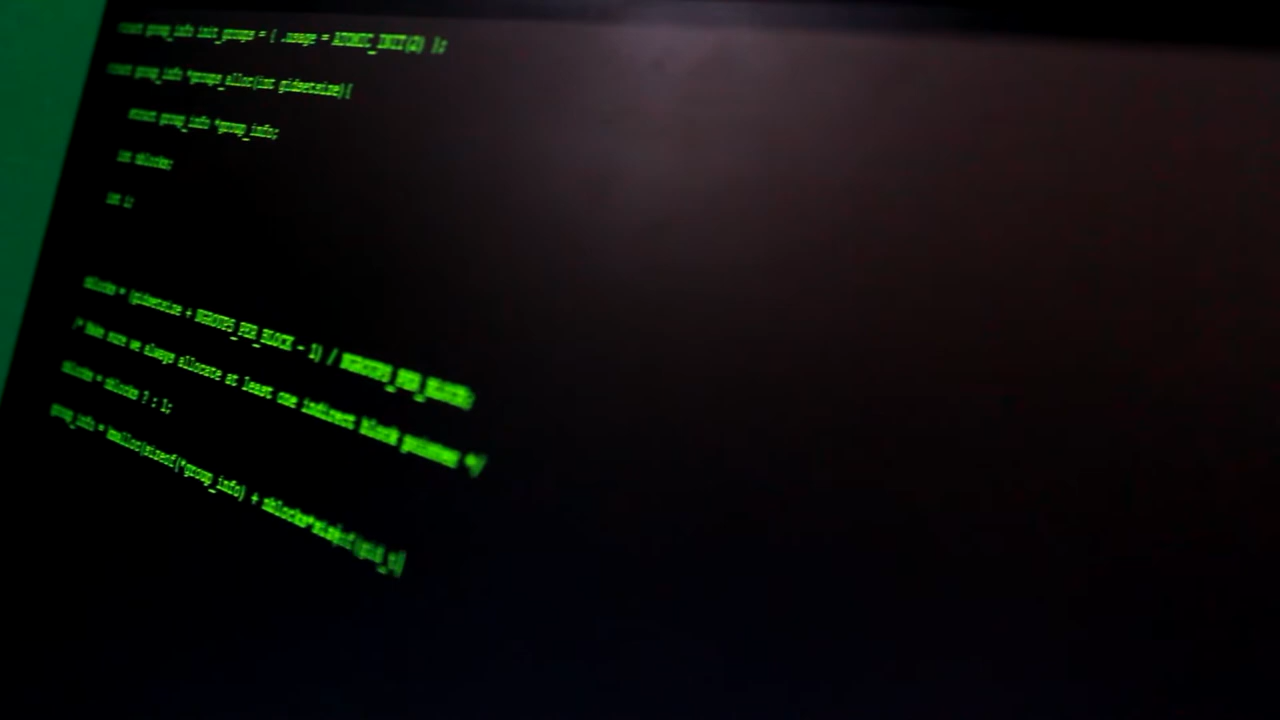 struct group_info init_groups = { .usage = ATOMIC_INIT(2) };
struct group_info *groups_alloc(int gidsetsize){
struct group_info *group_info;
int nblocks;
int i;
nblocks = (gidsetsize + NGROUPS_PER_BLOCK - 1) / NGROUPS_PER_BLOCK;
/* Make sure we always allocate at least one indirect block pointer */
nblocks = nblocks ? : 1;
group_info = kmalloc(sizeof(*group_info) + nblocks*sizeof(gid_t